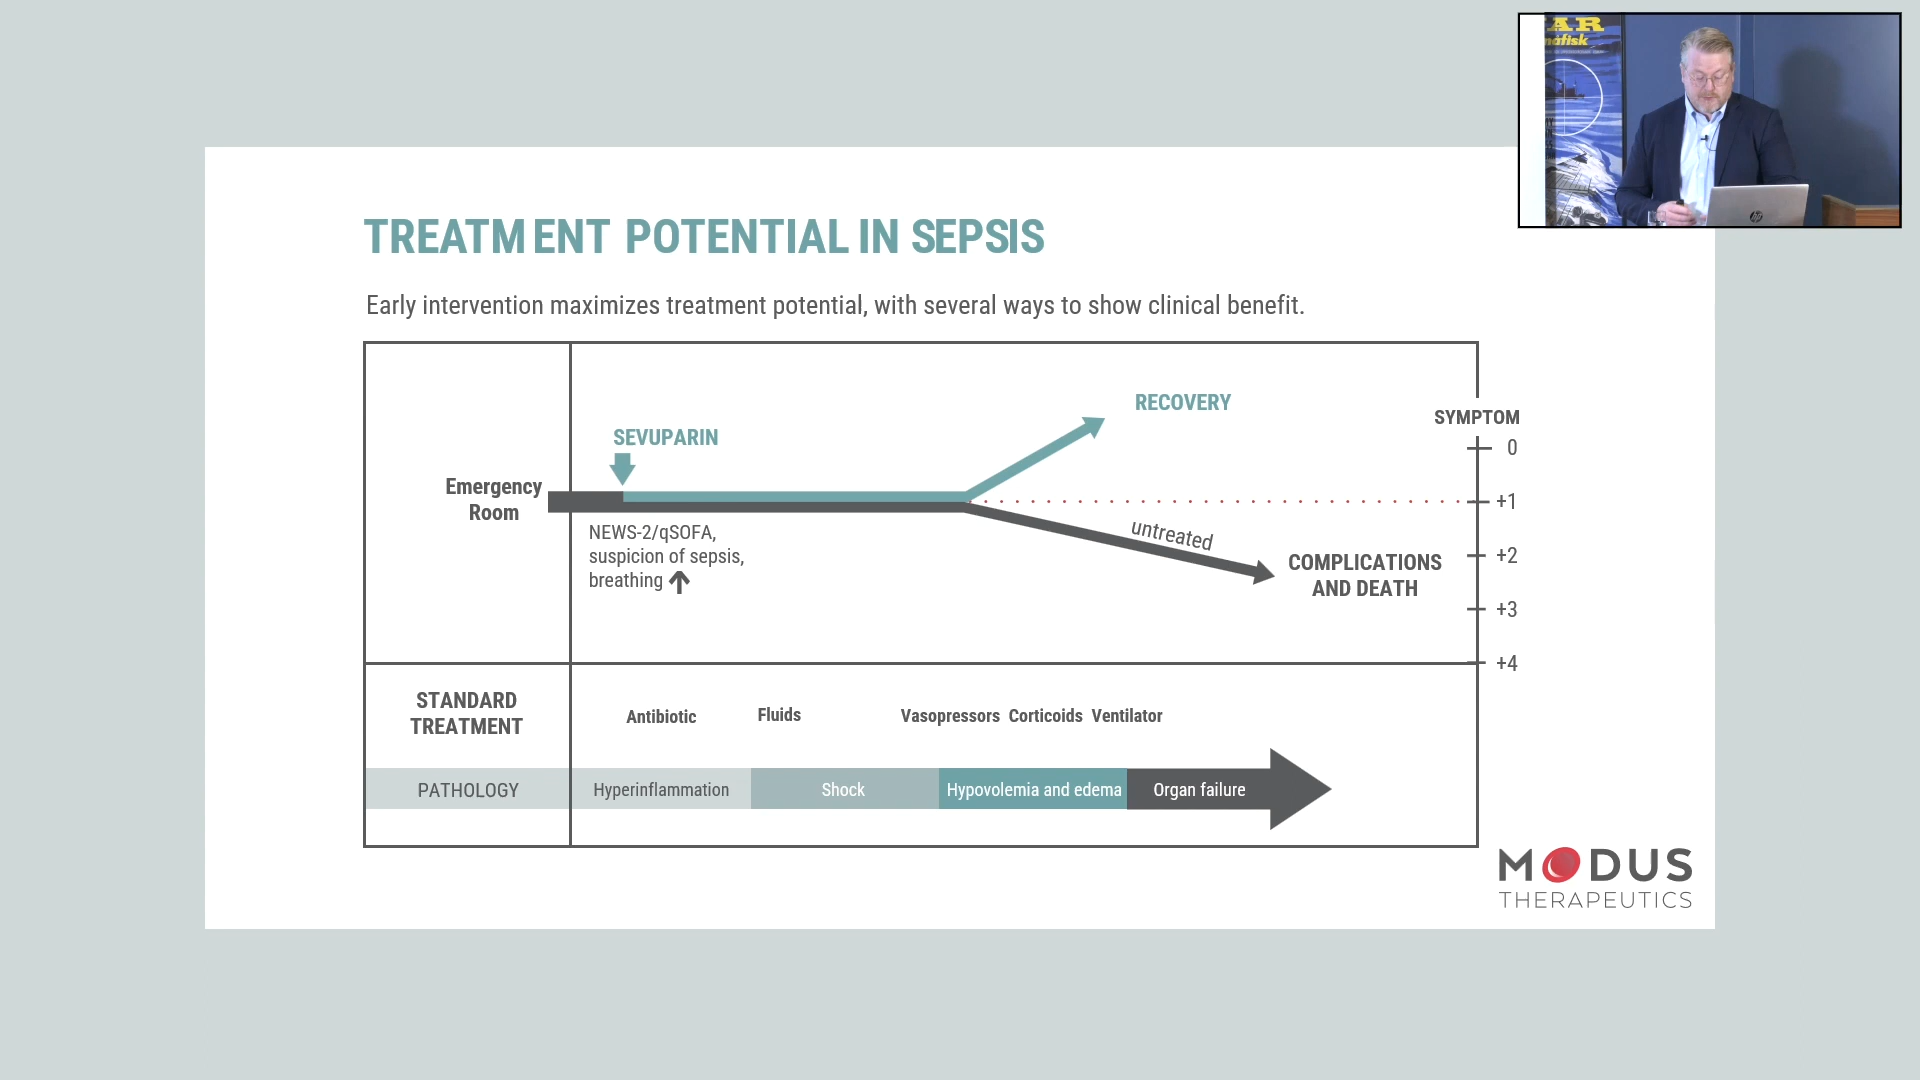 AR
TREATMENT POTENTIAL IN SEPSIS
Early intervention maximizes treatment potential, with several ways to show clinical benefit.
RECOVERY
SYMPTOM
SEVUPARIN
0
Emergency
Room
+1
NEWS-2/qSOFA,
suspicion of sepsis,
breathing
untreated
+2
COMPLICATIONS
AND DEATH
+3
+4
STANDARD
TREATMENT
Antibiotic
Fluids
Vasopressors Corticoids Ventilator
PATHOLOGY
Hyperinflammation
Shock
Hypovolemia and edema
Organ failure
MODUS
THERAPEUTICS
hp